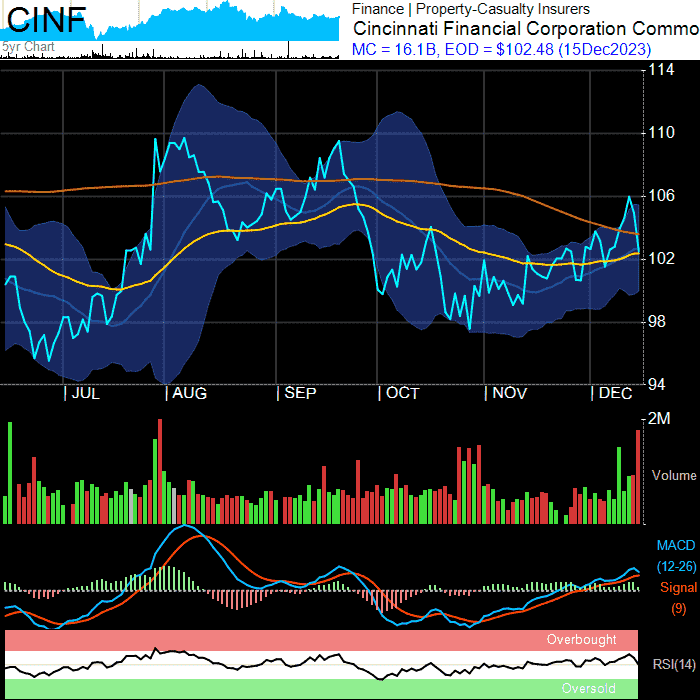 CINF
5yr Chart
Finance | Property-Casualty Insurers
Cincinnati Financial Corporation Commo
MC = 16.1B, EOD = $102.48 (15Dec2023)
114
110
106
102
98
94
| JUL
| AUG
| SEP
| OCT
| NOV
| DEC
2M
Volume
MACD
(12-26)
Signal
(9)
Overbought
RSI(14)
Oversold